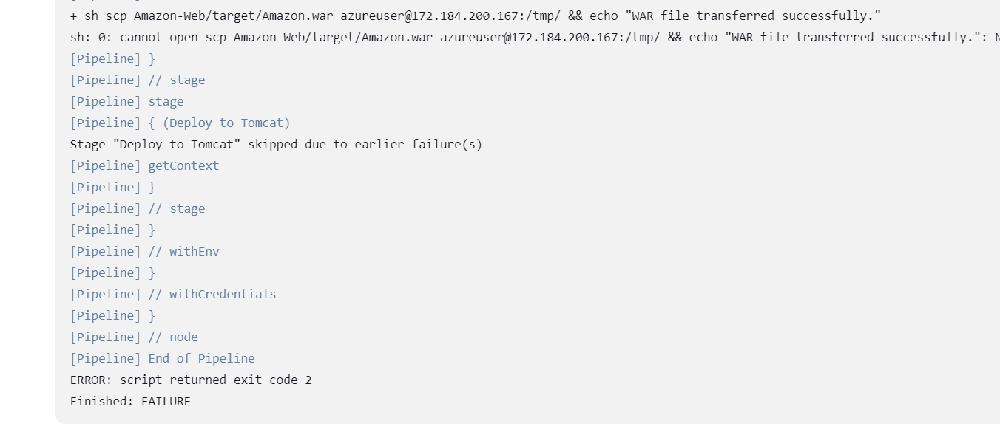 + sh scp Amazon-Web/target/Amazon.war azureuser@172.184.200.167:/tmp/ && echo "WAR file transferred successfully."
sh: 0: cannot open scp Amazon-Web/target/Amazon.war azureuser@172.184.200.167:/tmp/ && echo "WAR file transferred successfully.":
[Pipeline] }
[Pipeline] // stage
[Pipeline] stage
[Pipeline] { (Deploy to Tomcat)
Stage "Deploy to Tomcat" skipped due to earlier failure(s)
[Pipeline] getContext
[Pipeline] }
[Pipeline] // stage
[Pipeline] }
[Pipeline] // withEnv
[Pipeline] }
[Pipeline] // withCredentials
[Pipeline] }
[Pipeline] // node
[Pipeline] End of Pipeline
ERROR: script returned exit code 2
Finished: FAILURE